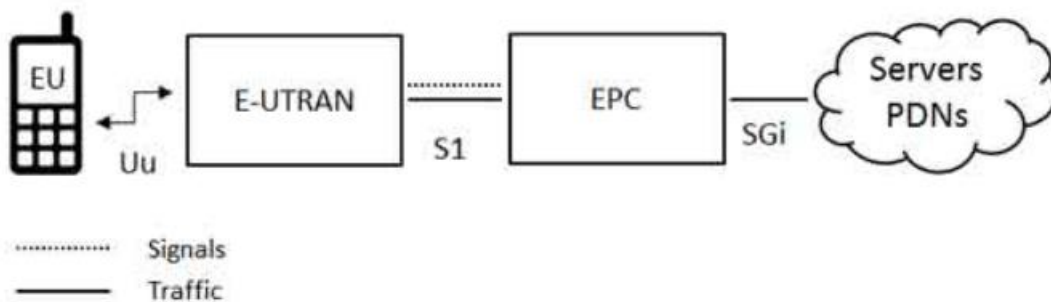 EU
E-UTRAN
EPC
Servers
PDNs
Uu
S1
SGi
Signals
Traffic